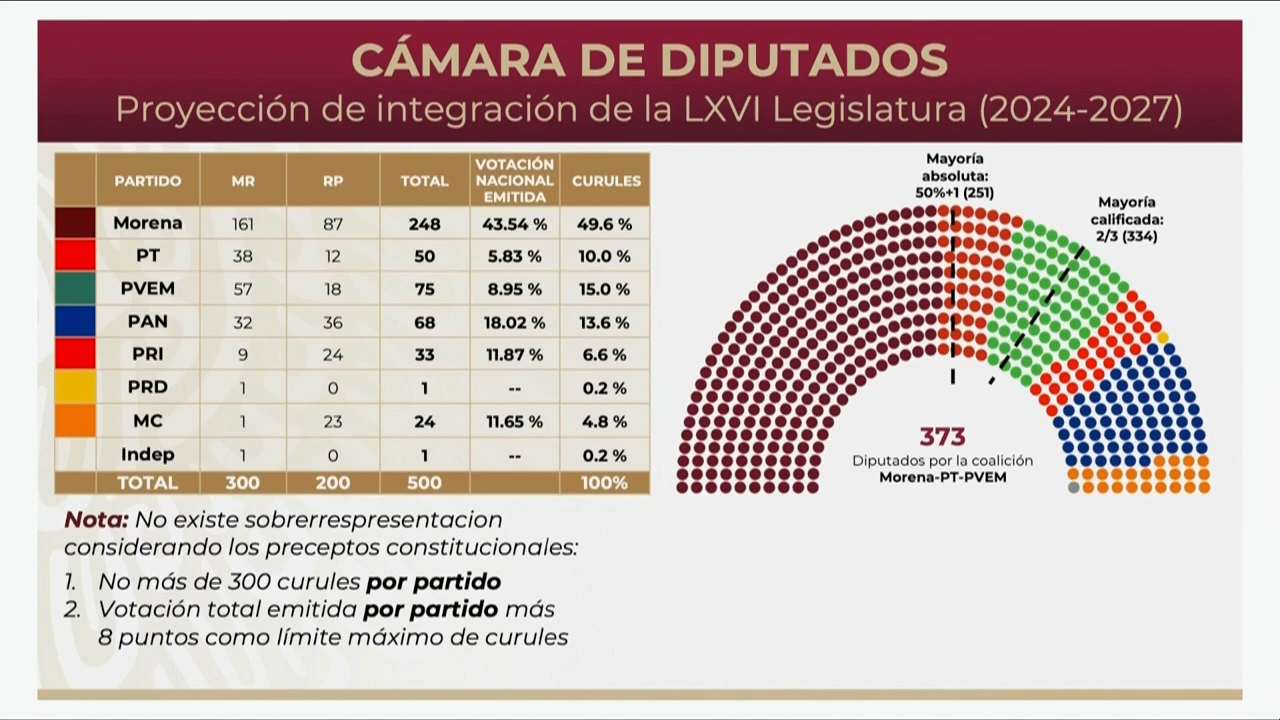 CÁMARA DE DIPUTADOS
Proyección de integración de la LXVI Legislatura (2024-2027)
PARTIDO MR RP TOTAL VOTACIÓN NACIONAL EMITIDA CURULES
Morena 161 87 248 43.54 % 49.6 %
PT 38 12 50 5.83 % 10.0 %
PVEM 57 18 75 8.95 % 15.0 %
PAN 32 36 68 18.02 % 13.6 %
PRI 9 24 33 11.87 % 6.6 %
PRD 1 0 1 -- 0.2 %
MC 1 23 24 11.65 % 4.8 %
Indep 1 0 1 -- 0.2 %
TOTAL 300 200 500 100%
Nota: No existe sobrerrespresentacion
considerando los preceptos constitucionales:
1. No más de 300 curules por partido
2. Votación total emitida por partido más
8 puntos como límite máximo de curules
Mayoría
absoluta:
50%+1 (251)
Mayoría
calificada:
2/3 (334)
373
Diputados por la coalición
Morena-PT-PVEM